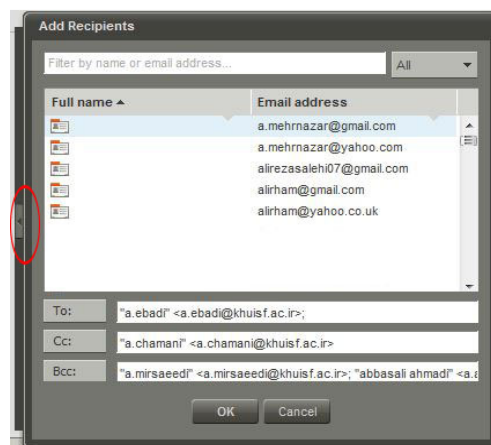 Add Recipients
Filter by name or email address... All
Full name Email address
a.mehrnazar@gmail.com
a.mehrnazar@yahoo.com
alirezasalehi07@gmail.com
alirham@gmail.com
alirham@yahoo.co.uk
To: "a.ebadi" <a.ebadi@khuisf.ac.ir>;
Cc: "a.chamani" <a.chamani@khuisf.ac.ir>
Bcc: "a.mirsaeedi" <a.mirsaeedi@khuisf.ac.ir>; "abbasali ahmadi" <a.a
OK Cancel